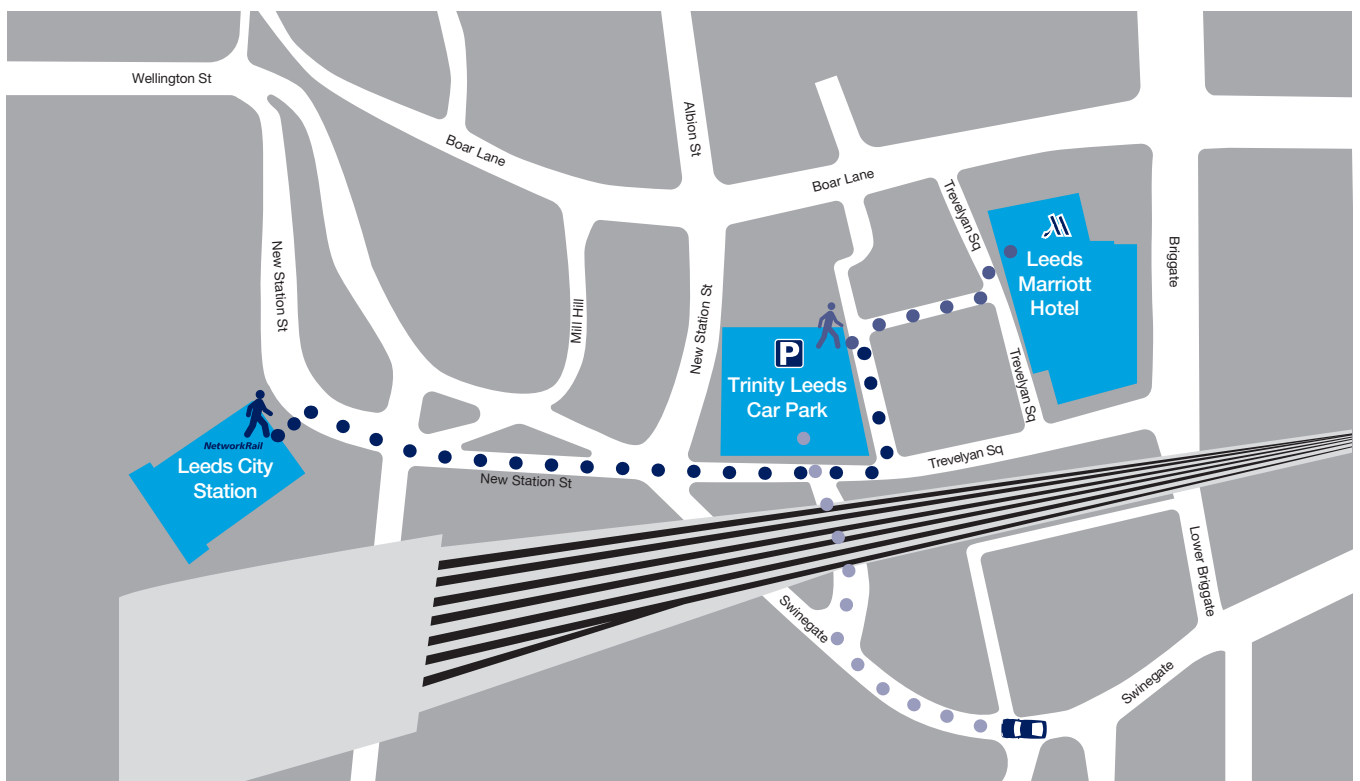 Wellington St
Boar Lane
Albion St
Boar Lane
Trevelyan Sq
New Station St
Mill Hill
New Station St
Leeds
Marriott
Hotel
Briggate
P
Trinity Leeds
Car Park
Trevelyan Sq
NetworkRail
Leeds City
Station
New Station St
Trevelyan Sq
Swinegate
Lower Briggate
Swinegate